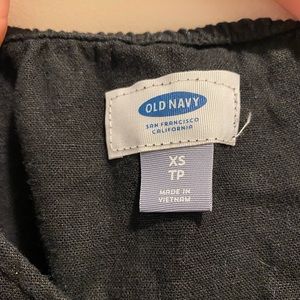 OLD NAVY
SAN FRANCISCO
CALIFORNIA
XS
TP
MADE IN
VIETNAM